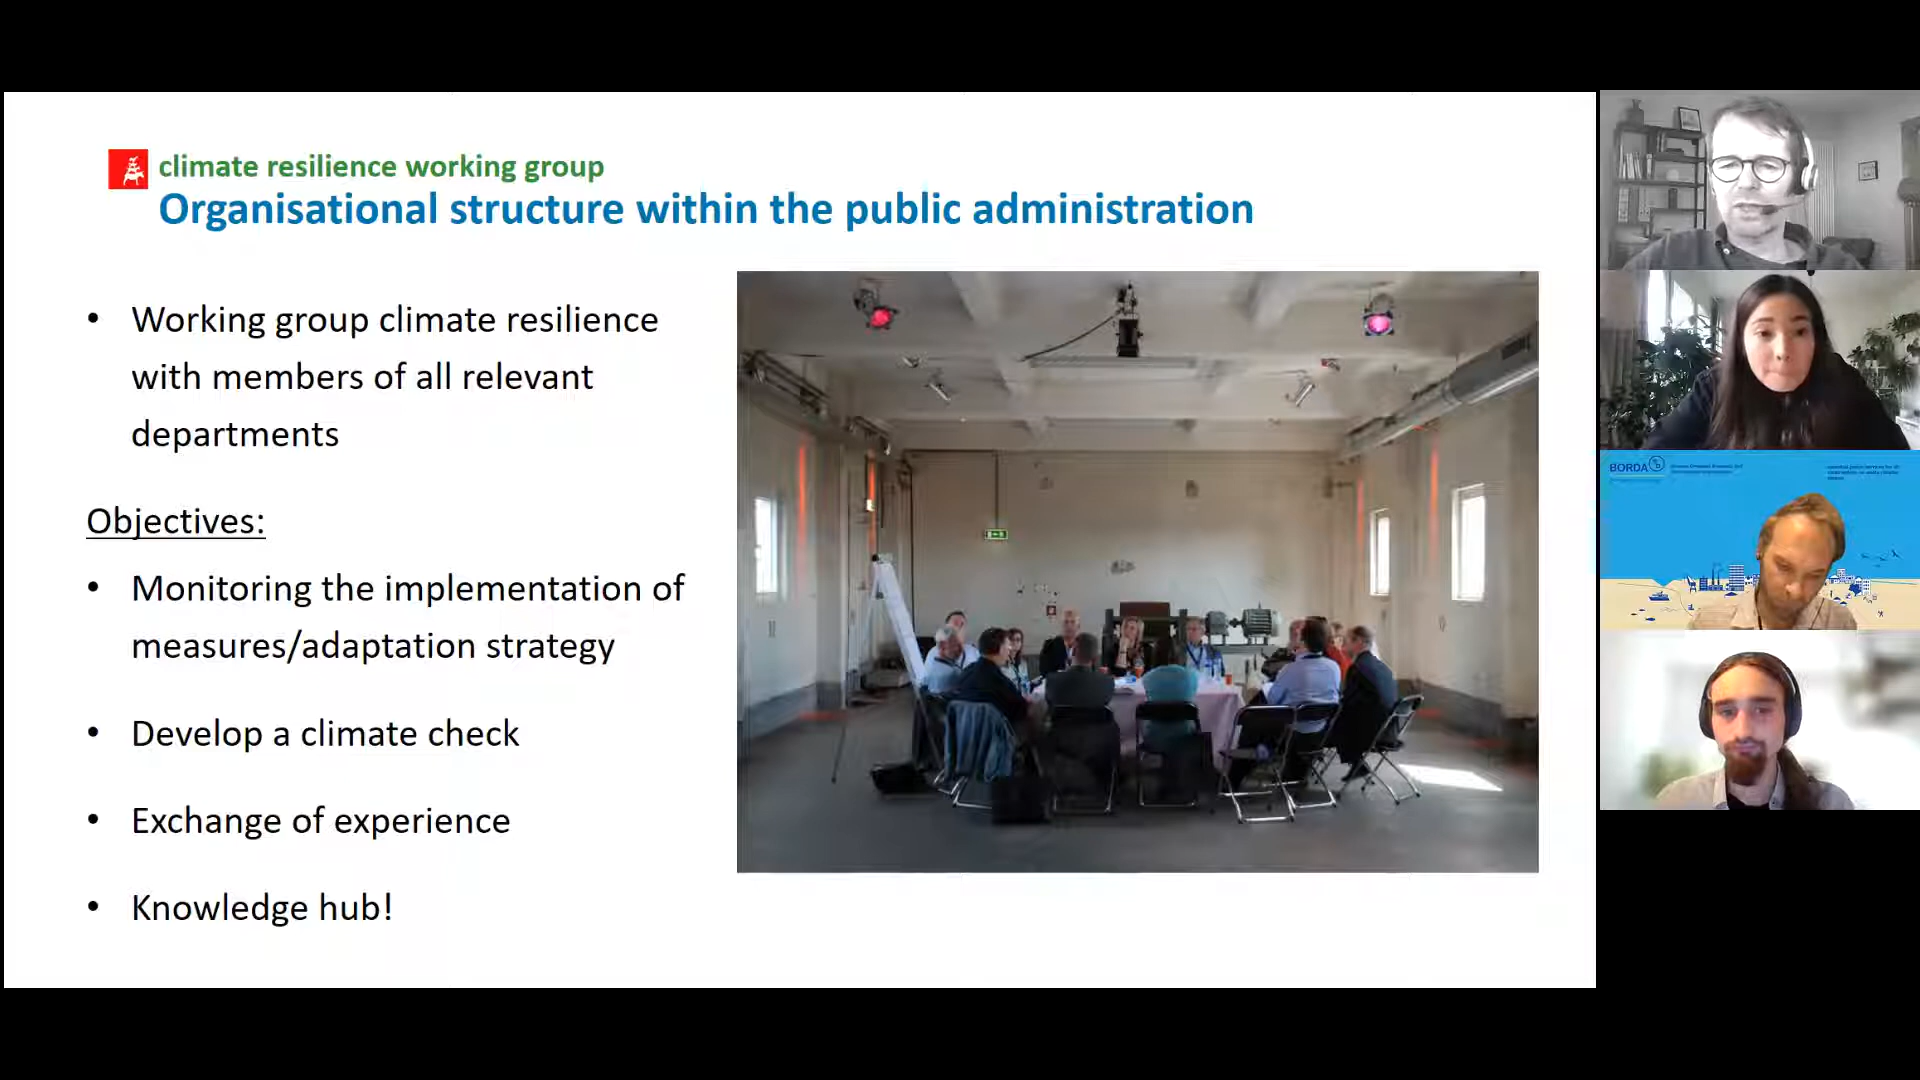 climate resilience working group
Organisational structure within the public administration
• Working group climate resilience
with members of all relevant
departments
Objectives:
• Monitoring the implementation of
measures/adaptation strategy
• Develop a climate check
• Exchange of experience
• Knowledge hub!
BORDA